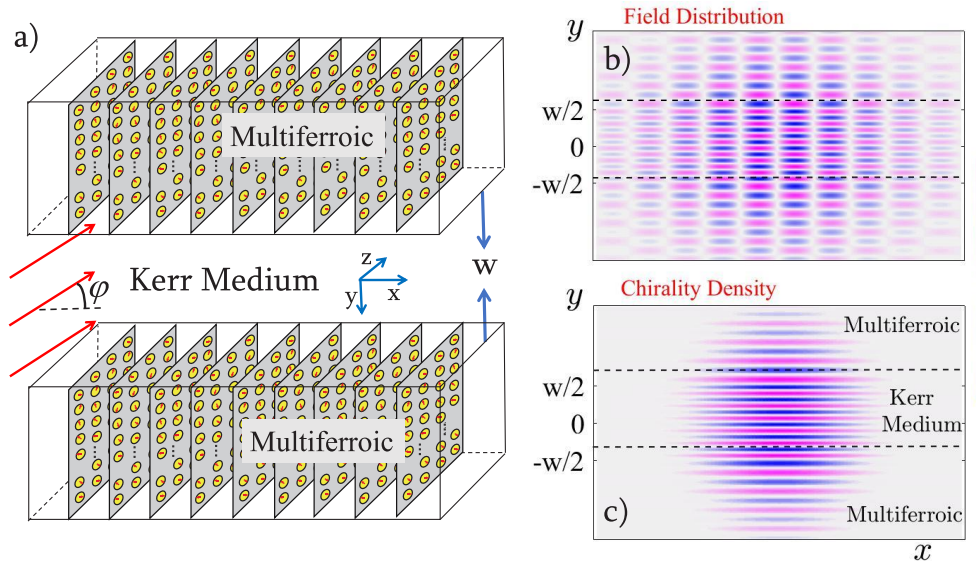 a)
Multiferroic
φ
Kerr Medium
z
y
x
w
Multiferroic
Field Distribution
y
b)
w/2
0
-w/2
Chirality Density
y
Multiferroic
w/2
Kerr
0
Medium
-w/2
c)
Multiferroic
x